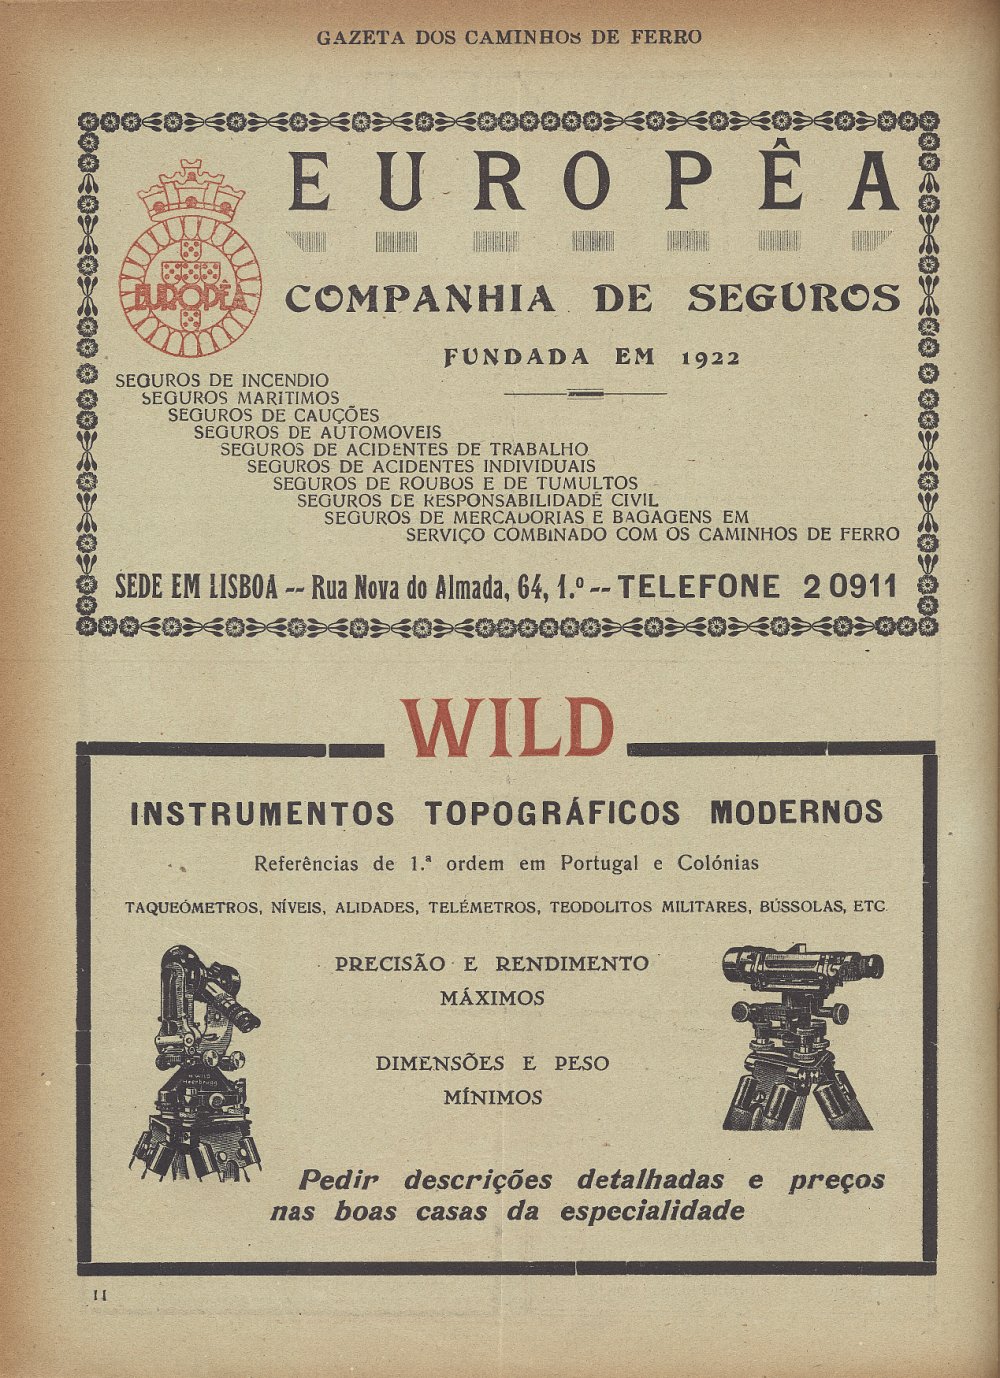 GAZETA DOS CAMINHOS DE FERRO
EUROPÊA
EUROPÊA
COMPANHIA DE SEGUROS
FUNDADA EM 1922
SEGUROS DE INCENDIO
SEGUROS MARITIMOS
SEGUROS DE CAUÇÕES
SEGUROS DE AUTOMOVEIS
SEGUROS DE ACIDENTES DE TRABALHO
SEGUROS DE ACIDENTES INDIVIDUAIS
SEGUROS DE ROUBOS E DE TUMULTOS
SEGUROS DE RESPONSABILIDADE CIVIL
SEGUROS DE MERCADORIAS E BAGAGENS EM
SERVIÇO COMBINADO COM OS CAMINHOS DE FERRO
SEDE EM LISBOA -- Rua Nova do Almada, 64, 1.º -- TELEFONE 2 0911
WILD
INSTRUMENTOS TOPOGRÁFICOS MODERNOS
Referências de 1.ª ordem em Portugal e Colónias
TAQUEÓMETROS, NÍVEIS, ALIDADES, TELÉMETROS, TEODOLITOS MILITARES, BÚSSOLAS, ETC.
PRECISÃO E RENDIMENTO
MÁXIMOS
DIMENSÕES E PESO
MÍNIMOS
H. WILD
HEERBRUGG
Pedir descrições detalhadas e preços
nas boas casas da especialidade
II